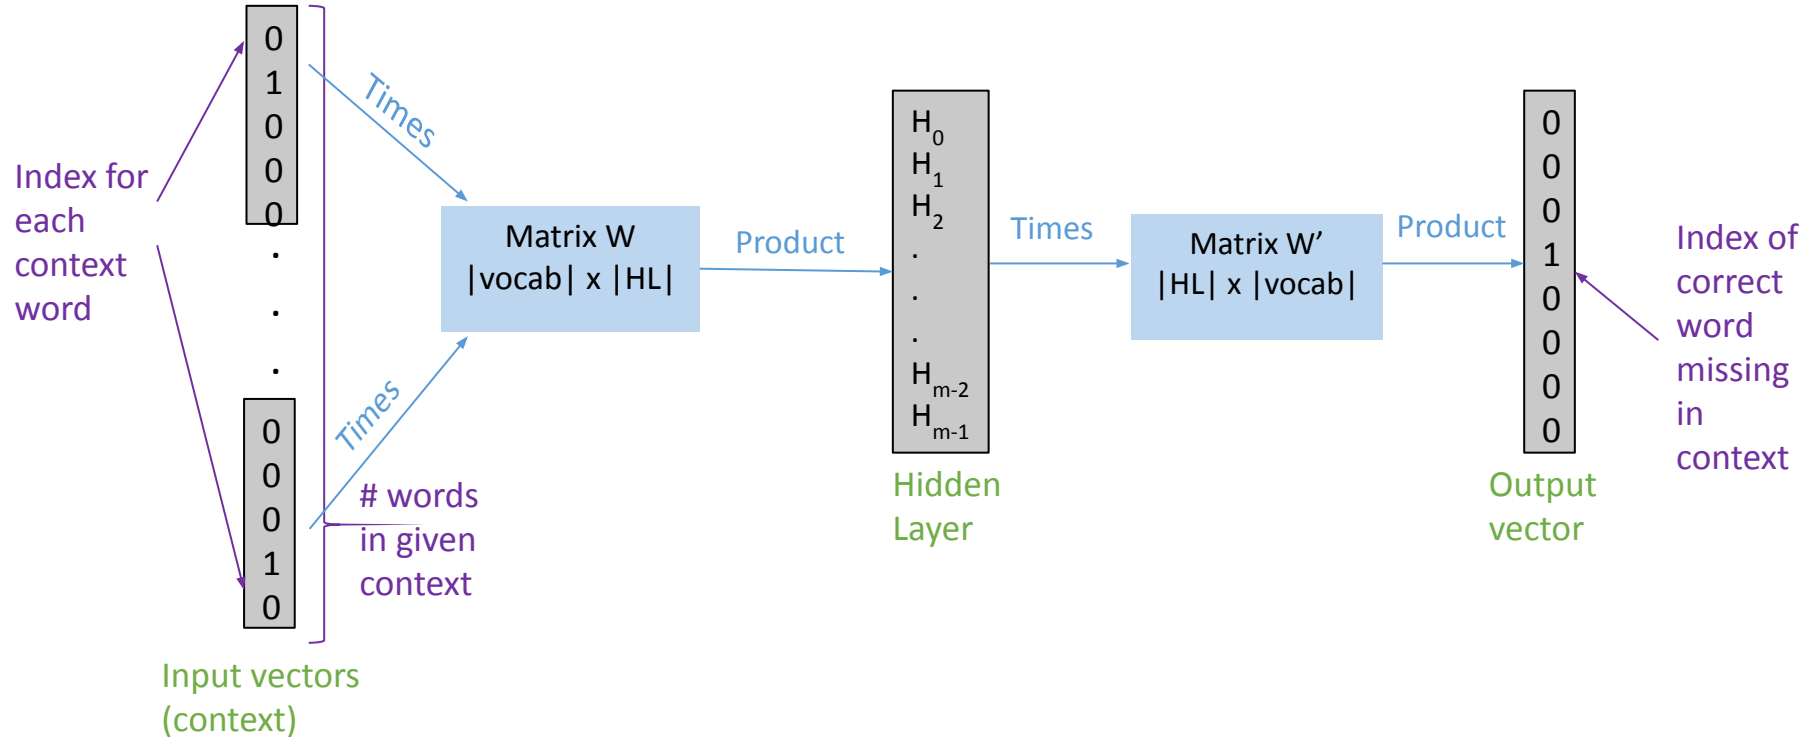 0
1
0
0
0
.
.
.
0
0
0
1
0
Index for
each
context
word
Times
Times
# words
in given
context
Input vectors
(context)
Matrix W
|vocab| x |HL|
Product
H0
H1
H2
.
.
.
Hm-2
Hm-1
Hidden
Layer
Times
Matrix W’
|HL| x |vocab|
Product
0
0
0
1
0
0
0
0
Output
vector
Index of
correct
word
missing
in
context